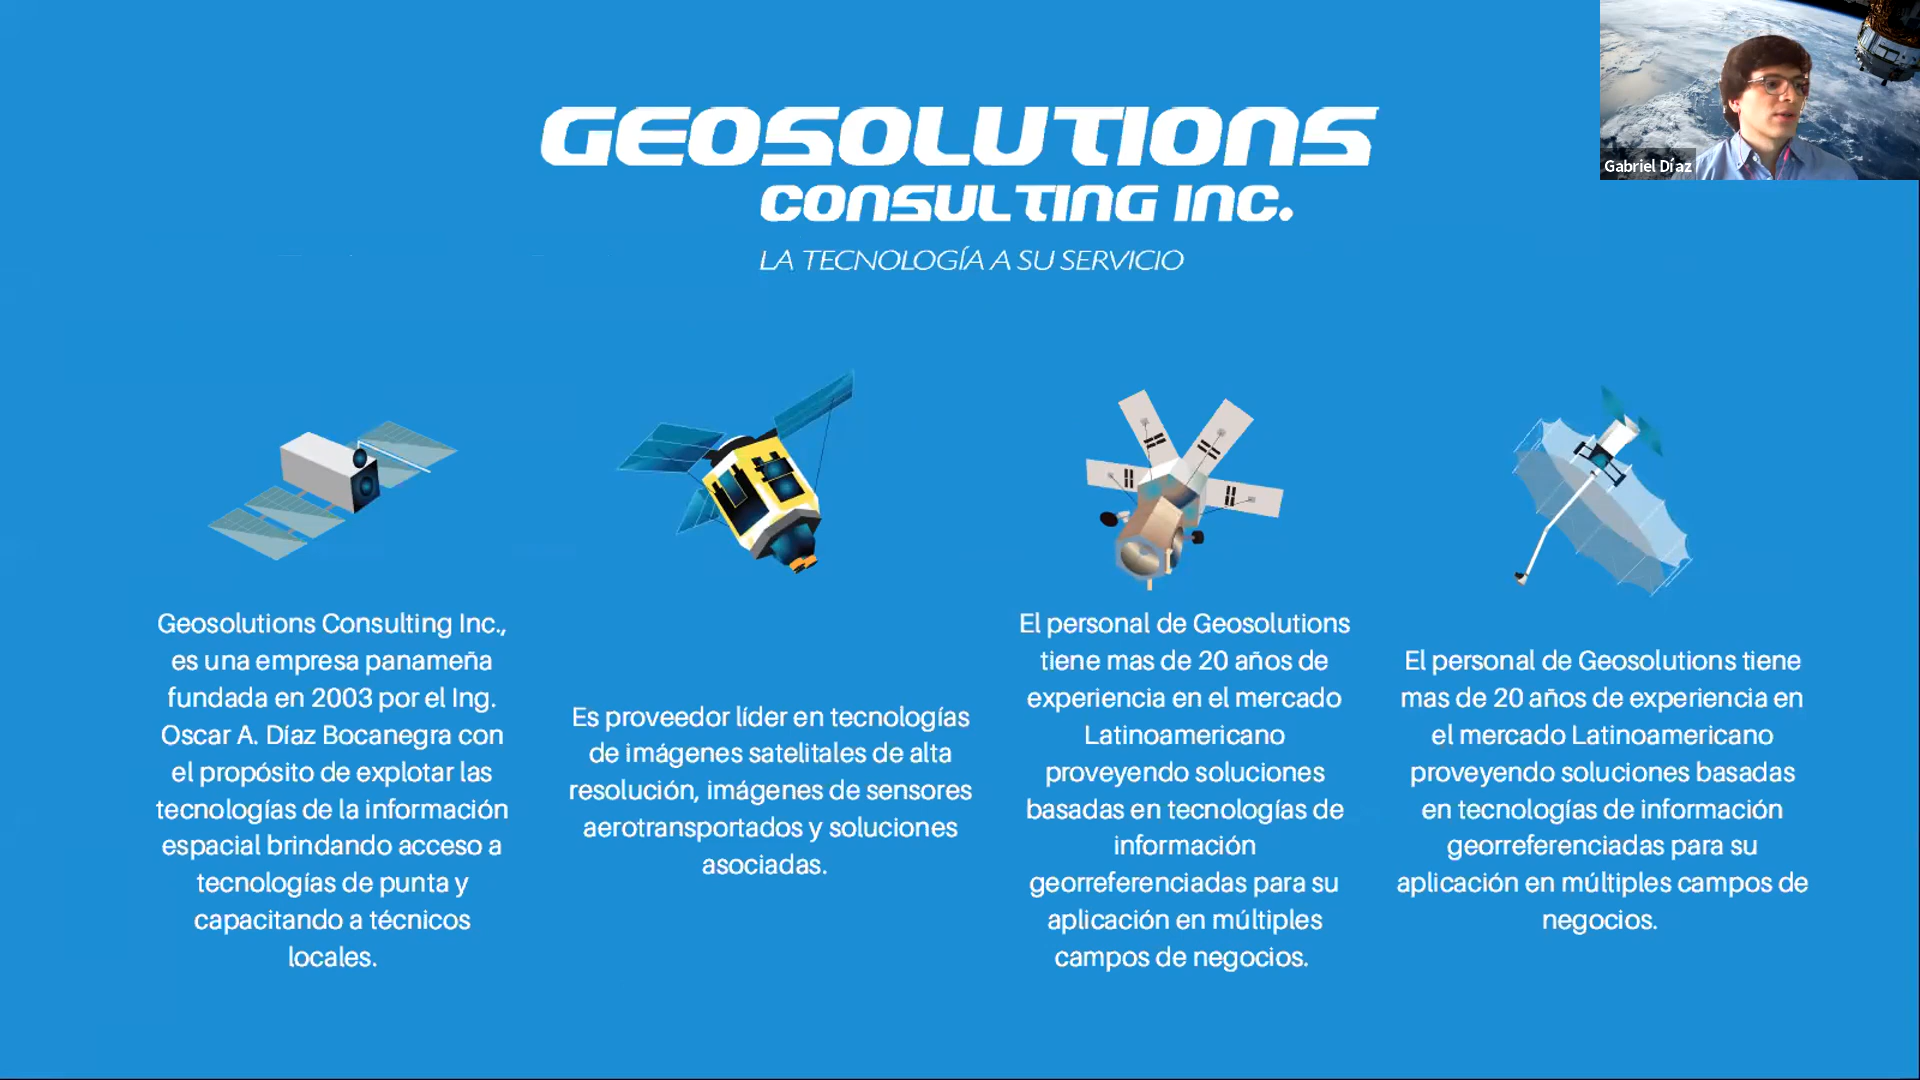 GEOSOLUTIONS
CONSULTING INC.
LA TECNOLOGÍA A SU SERVICIO
Gabriel Díaz
Geosolutions Consulting Inc.,
es una empresa panameña
fundada en 2003 por el Ing.
Oscar A. Díaz Bocanegra con
el propósito de explotar las
tecnologías de la información
espacial brindando acceso a
tecnologías de punta y
capacitando a técnicos
locales.
Es proveedor líder en tecnologías
de imágenes satelitales de alta
resolución, imágenes de sensores
aerotransportados y soluciones
asociadas.
El personal de Geosolutions
tiene mas de 20 años de
experiencia en el mercado
Latinoamericano
proveyendo soluciones
basadas en tecnologías de
información
georreferenciadas para su
aplicación en múltiples
campos de negocios.
El personal de Geosolutions tiene
mas de 20 años de experiencia en
el mercado Latinoamericano
proveyendo soluciones basadas
en tecnologías de información
georreferenciadas para su
aplicación en múltiples campos de
negocios.